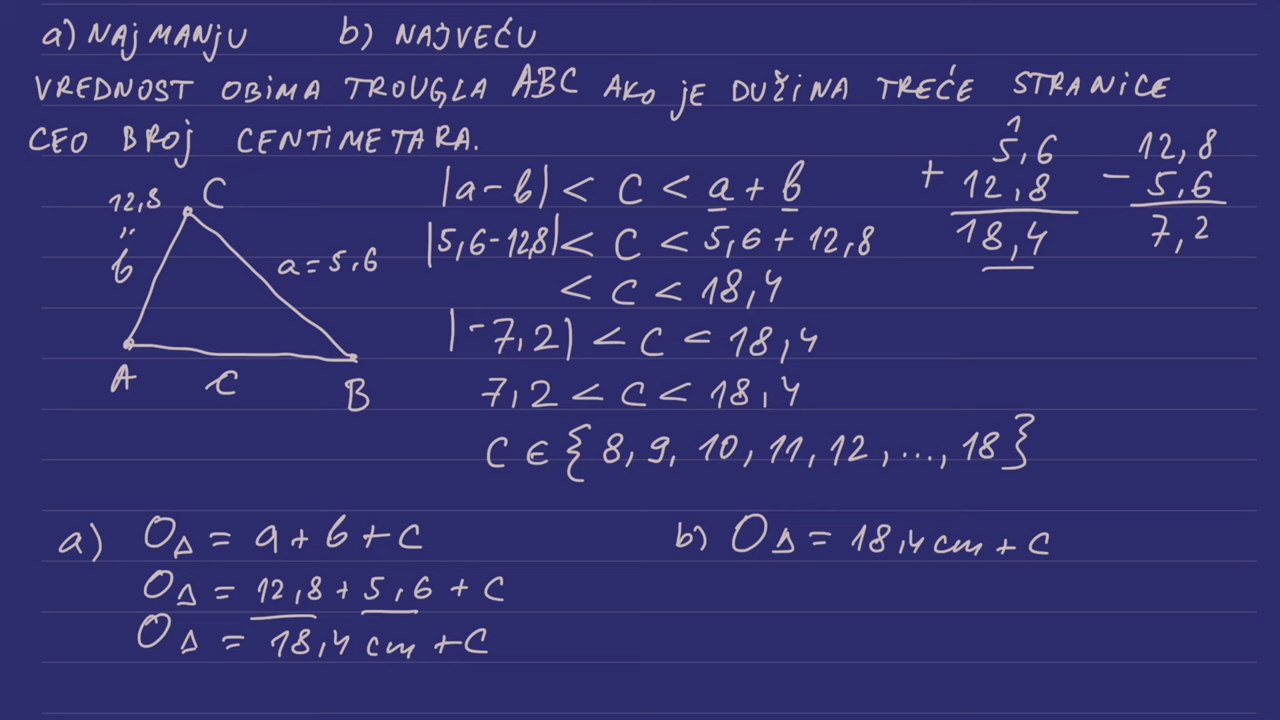 a) NAJMANJU b) NAJVEĆU
VREDNOST OBIMA TROUGLA ABC AKO JE DUŽINA TREĆE STRANICE
CEO BROJ CENTIMETARA.
12,8
"
b
C
a = 5,6
A
c
B
|a-b| < C < a + b
|5,6-12,8| < C < 5,6 + 12,8
< C < 18,4
|-7,2| < C < 18,4
7,2 < C < 18,4
C ∈ {8, 9, 10, 11, 12, ..., 18}
1
5,6
+ 12,8
18,4
12,8
- 5,6
7,2
a) O△ = a + b + c
O△ = 12,8 + 5,6 + C
O△ = 18,4 cm + C
b) O△ = 18,4 cm + C